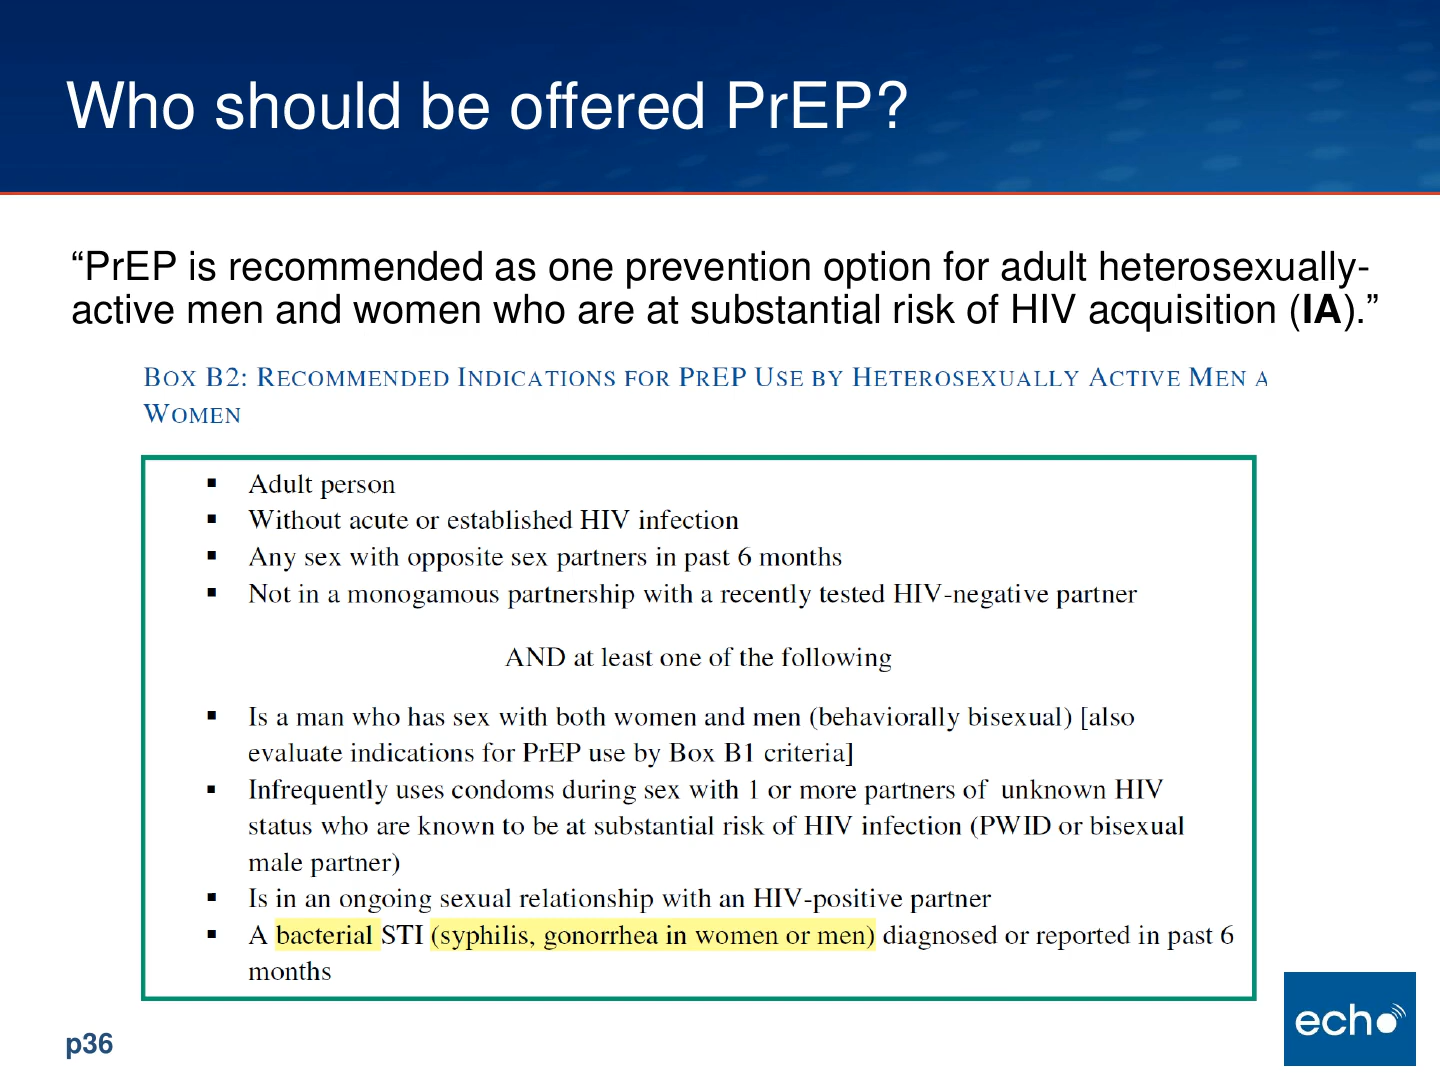 Who should be offered PrEP?
“PrEP is recommended as one prevention option for adult heterosexually-
active men and women who are at substantial risk of HIV acquisition (IA).”
BOX B2: RECOMMENDED INDICATIONS FOR PREP USE BY HETEROSEXUALLY ACTIVE MEN A
WOMEN
▪ Adult person
▪ Without acute or established HIV infection
▪ Any sex with opposite sex partners in past 6 months
▪ Not in a monogamous partnership with a recently tested HIV-negative partner
AND at least one of the following
▪ Is a man who has sex with both women and men (behaviorally bisexual) [also
evaluate indications for PrEP use by Box B1 criteria]
▪ Infrequently uses condoms during sex with 1 or more partners of unknown HIV
status who are known to be at substantial risk of HIV infection (PWID or bisexual
male partner)
▪ Is in an ongoing sexual relationship with an HIV-positive partner
▪ A bacterial STI (syphilis, gonorrhea in women or men) diagnosed or reported in past 6
months
p36
echo